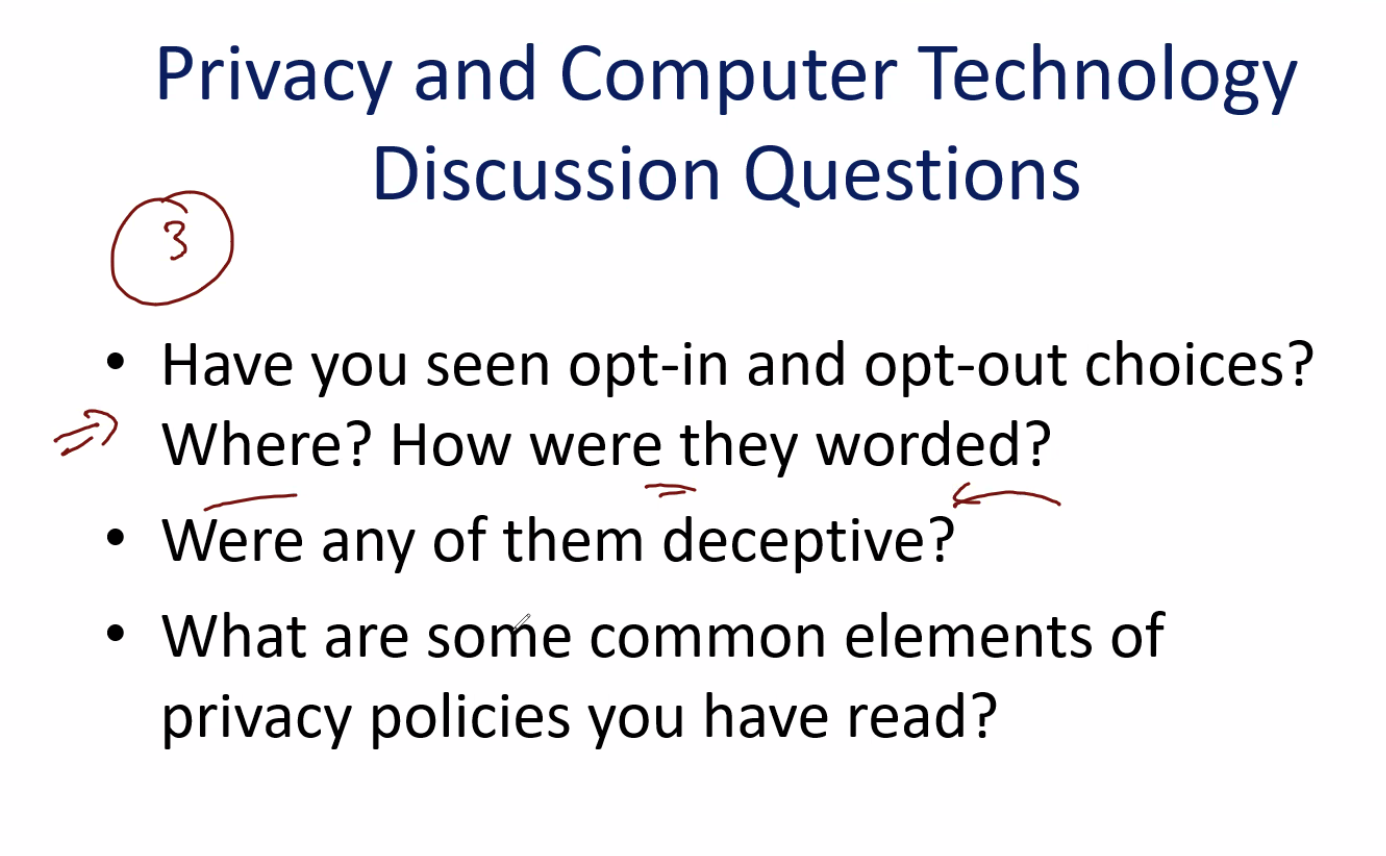 Privacy and Computer Technology
Discussion Questions
3
• Have you seen opt-in and opt-out choices?
Where? How were they worded?
• Were any of them deceptive?
• What are some common elements of
privacy policies you have read?